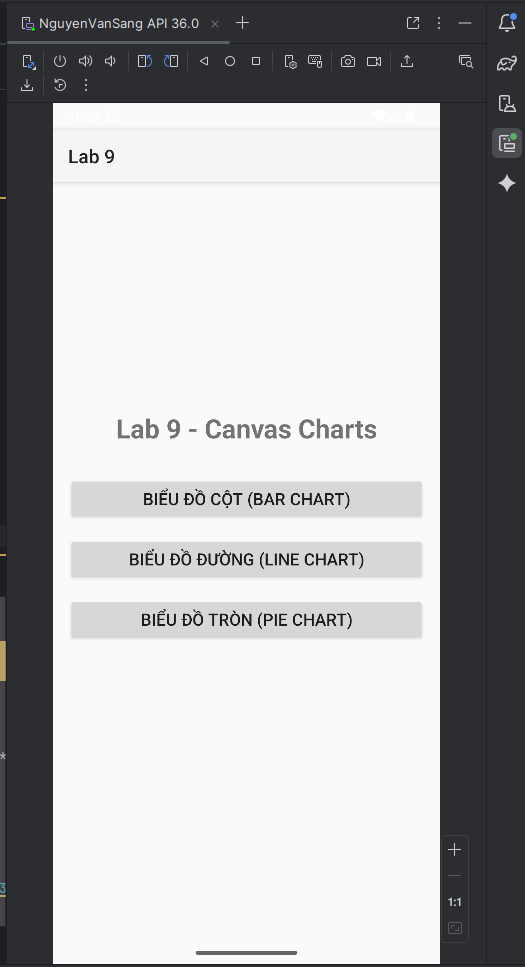 NguyenVanSang API 36.0
Lab 9
Lab 9 - Canvas Charts
BIỂU ĐỒ CỘT (BAR CHART)
BIỂU ĐỒ ĐƯỜNG (LINE CHART)
BIỂU ĐỒ TRÒN (PIE CHART)
*
3
1:1